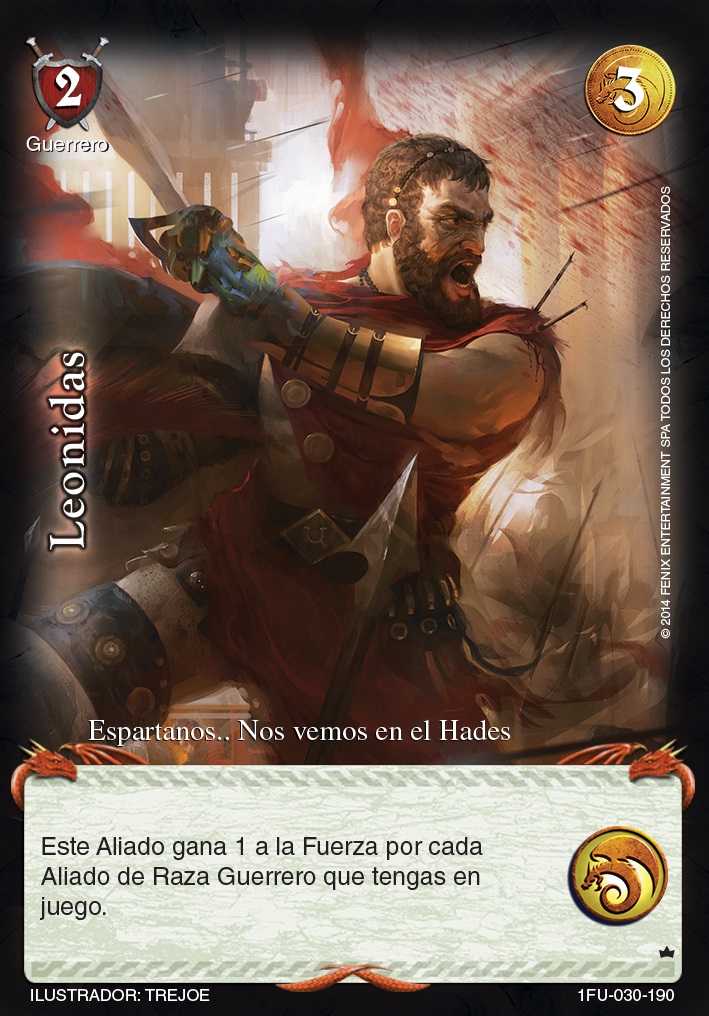 2
3
Guerrero
Leonidas
© 2014 FENIX ENTERTAINMENT SPA TODOS LOS DERECHOS RESERVADOS
Espartanos.. Nos vemos en el Hades
Este Aliado gana 1 a la Fuerza por cada
Aliado de Raza Guerrero que tengas en
juego.
ILUSTRADOR: TREJOE
1FU-030-190